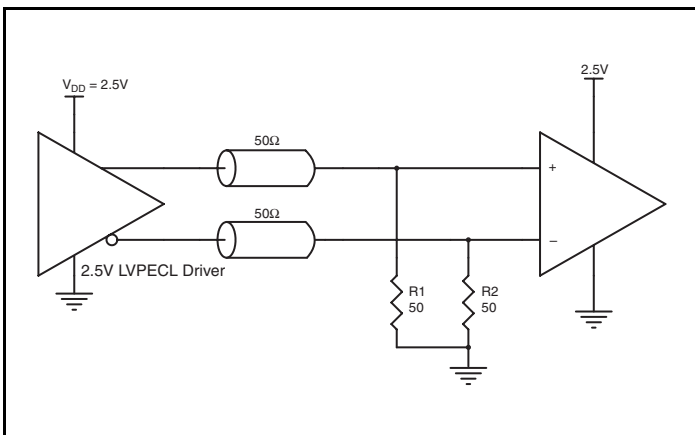 V_DD = 2.5V
2.5V
50Ω
50Ω
+
−
2.5V LVPECL Driver
R1
50
R2
50